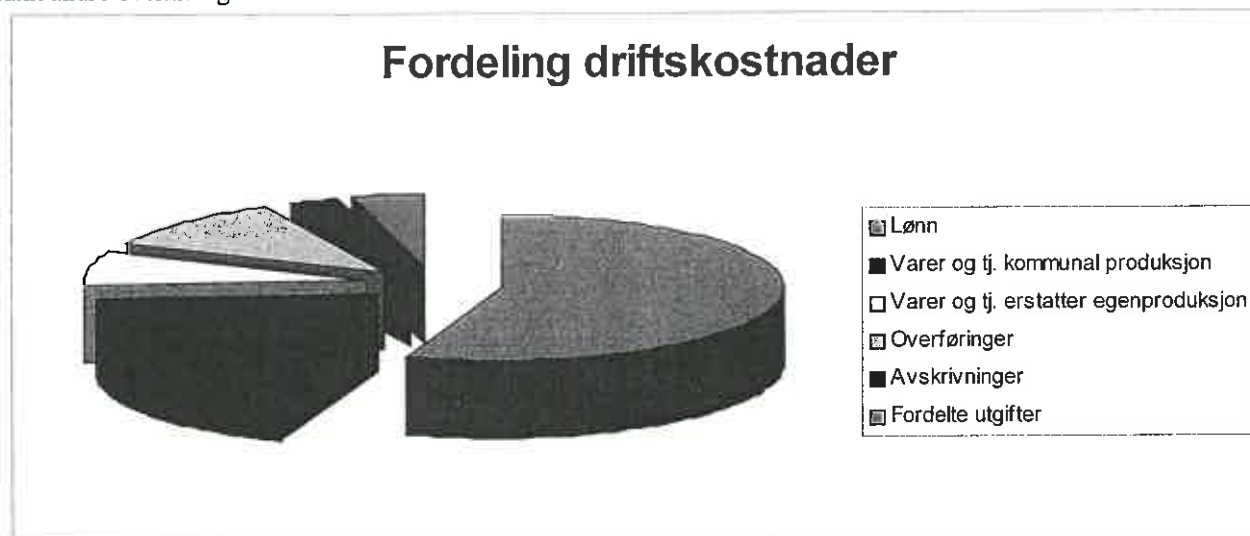 Fordeling driftskostnader
Lønn
Varer og tj. kommunal produksjon
Varer og tj. erstatter egenproduksjon
Overføringer
Avskrivninger
Fordelte utgifter